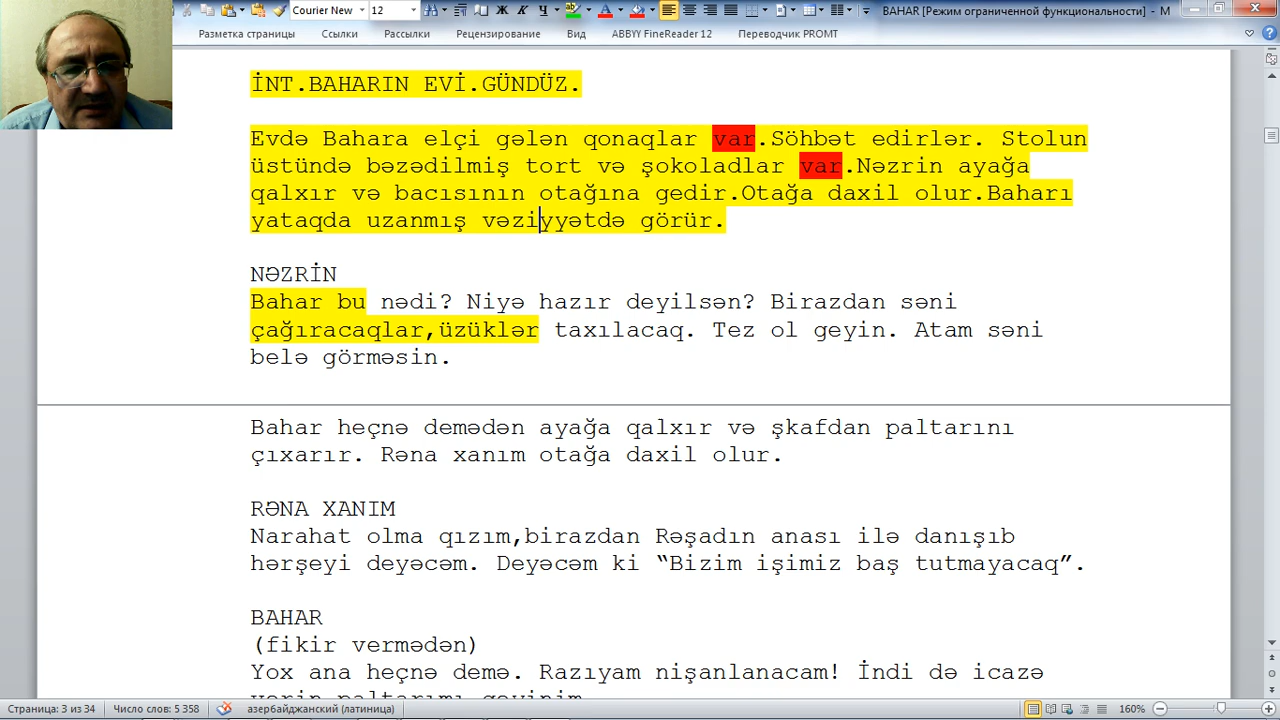 Courier New
12
BAHAR [Режим ограниченной функциональности] - M
Разметка страницы
Ссылки
Рассылки
Рецензирование
Вид
ABBYY FineReader 12
Переводчик PROMT
İNT.BAHARIN EVİ.GÜNDÜZ.
Evdə Bahara elçi gələn qonaqlar var.Söhbət edirlər. Stolun
üstündə bəzədilmiş tort və şokoladlar var.Nəzrin ayağa
qalxır və bacısının otağına gedir.Otağa daxil olur.Baharı
yataqda uzanmış vəziyyətdə görür.
NƏZRİN
Bahar bu nədi? Niyə hazır deyilsən? Birazdan səni
çağıracaqlar,üzüklər taxılacaq. Tez ol geyin. Atam səni
belə görməsin.
Bahar heçnə demədən ayağa qalxır və şkafdan paltarını
çıxarır. Rəna xanım otağa daxil olur.
RƏNA XANIM
Narahat olma qızım,birazdan Rəşadın anası ilə danışıb
hərşeyi deyəcəm. Deyəcəm ki “Bizim işimiz baş tutmayacaq”.
BAHAR
(fikir vermədən)
Yox ana heçnə demə. Razıyam nişanlanacam! İndi də icazə
verin paltarımı geyinim
Страница: 3 из 34
Число слов: 5 358
азербайджанский (латиница)
160%